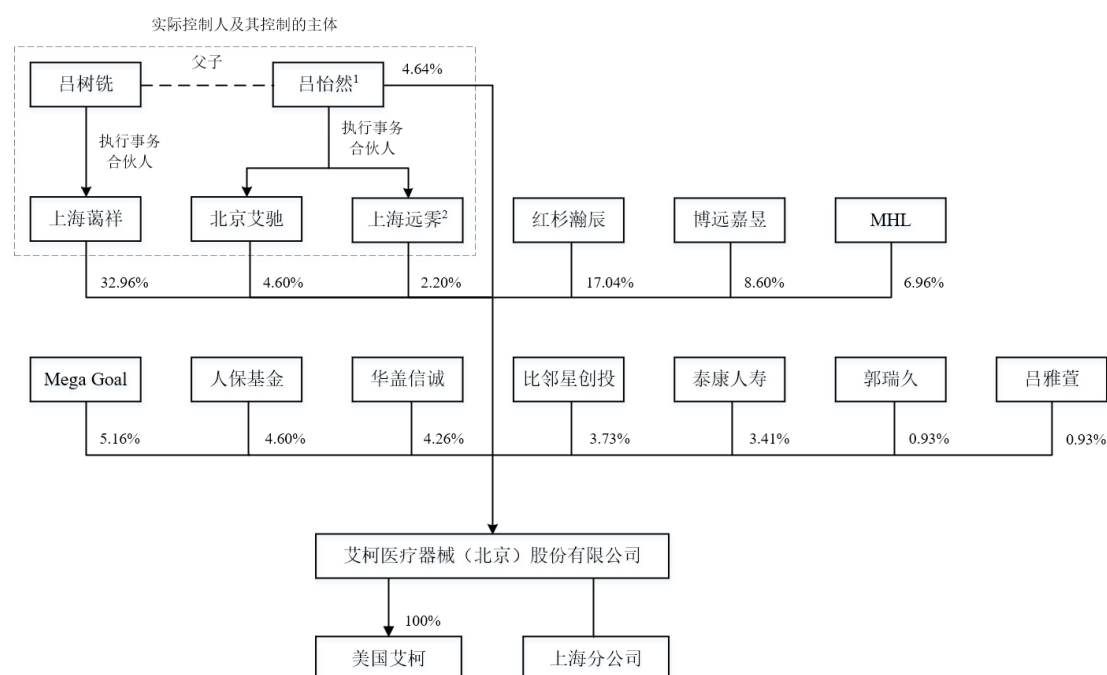 实际控制人及其控制的主体
父子
4.64%
吕树铣
吕怡然¹
执行事务
合伙人
执行事务
合伙人
上海蔼祥
北京艾驰
上海远霁²
红杉瀚辰
博远嘉昱
MHL
32.96%
4.60%
2.20%
17.04%
8.60%
6.96%
Mega Goal
人保基金
华盖信诚
比邻星创投
泰康人寿
郭瑞久
吕雅萱
5.16%
4.60%
4.26%
3.73%
3.41%
0.93%
0.93%
艾柯医疗器械（北京）股份有限公司
100%
美国艾柯
上海分公司